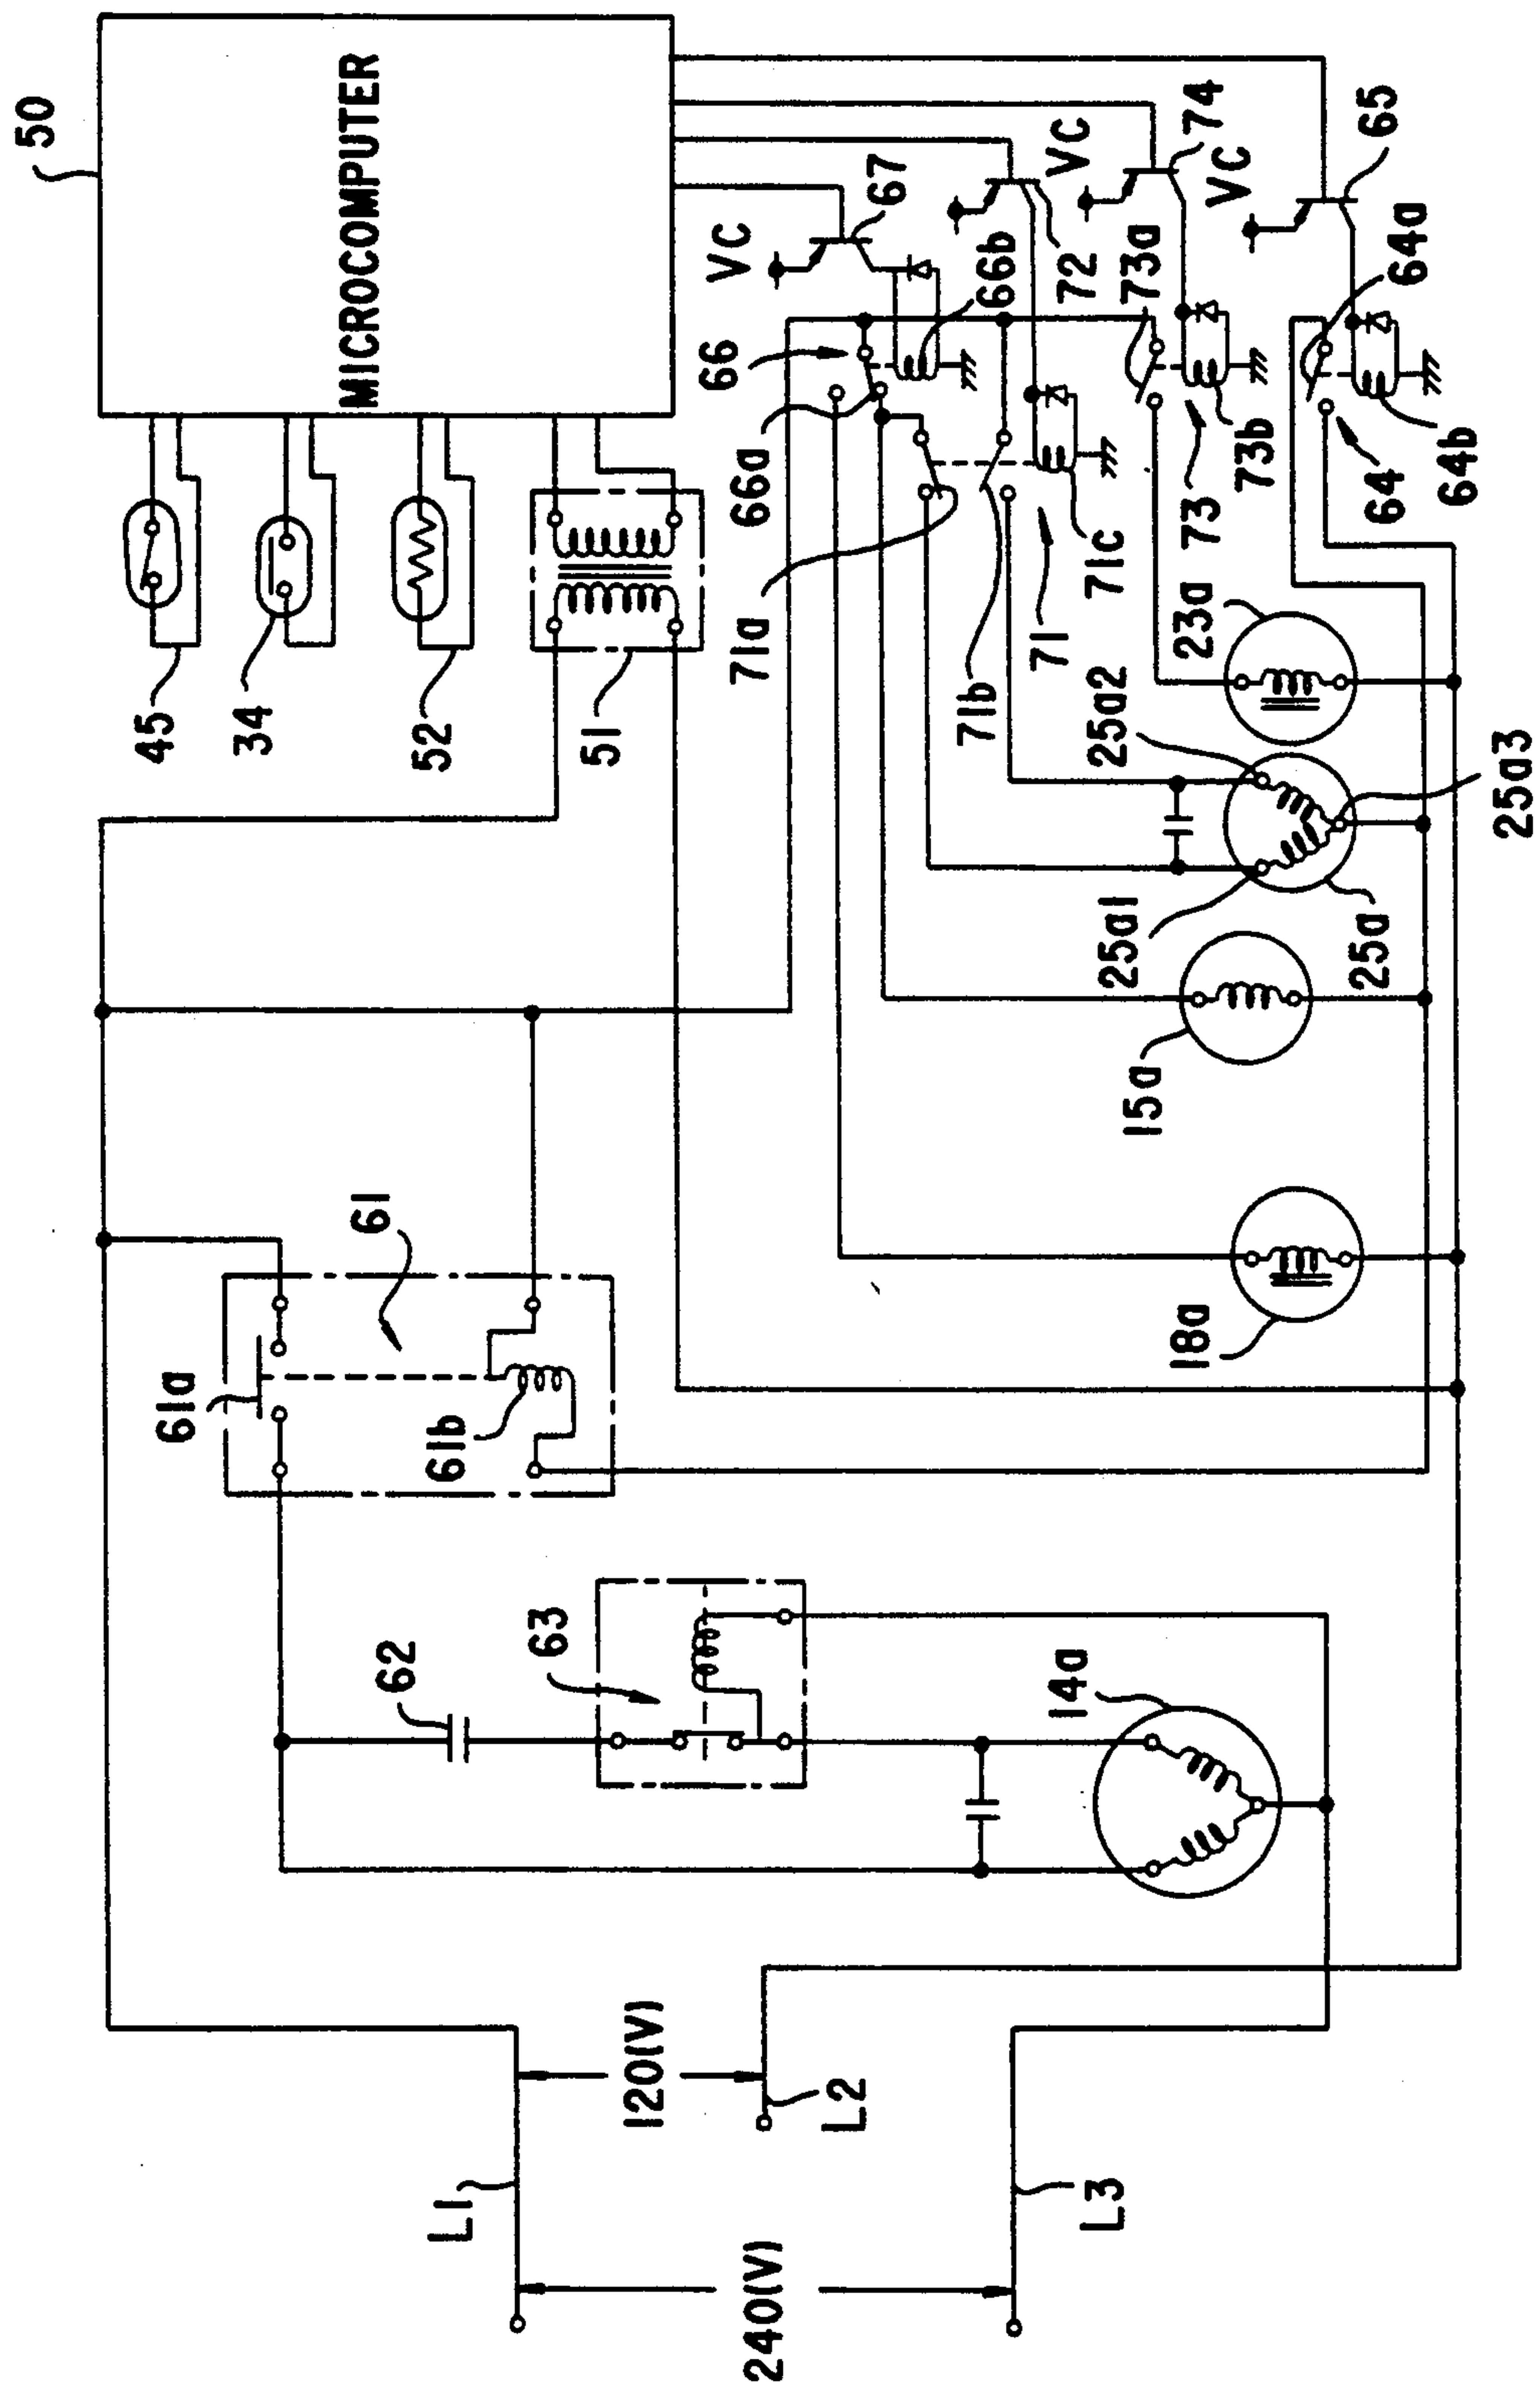 50
MICROCOMPUTER
45
34
52
51
VC
67
66
66a
66b
72
VC
74
VC
65
71a
71b
71
71c
73a
73
73b
64a
64
64b
23a
25a2
25a3
25a1
25a
15a
18a
61
61a
61b
62
63
14a
L1
120(V)
L2
240(V)
L3